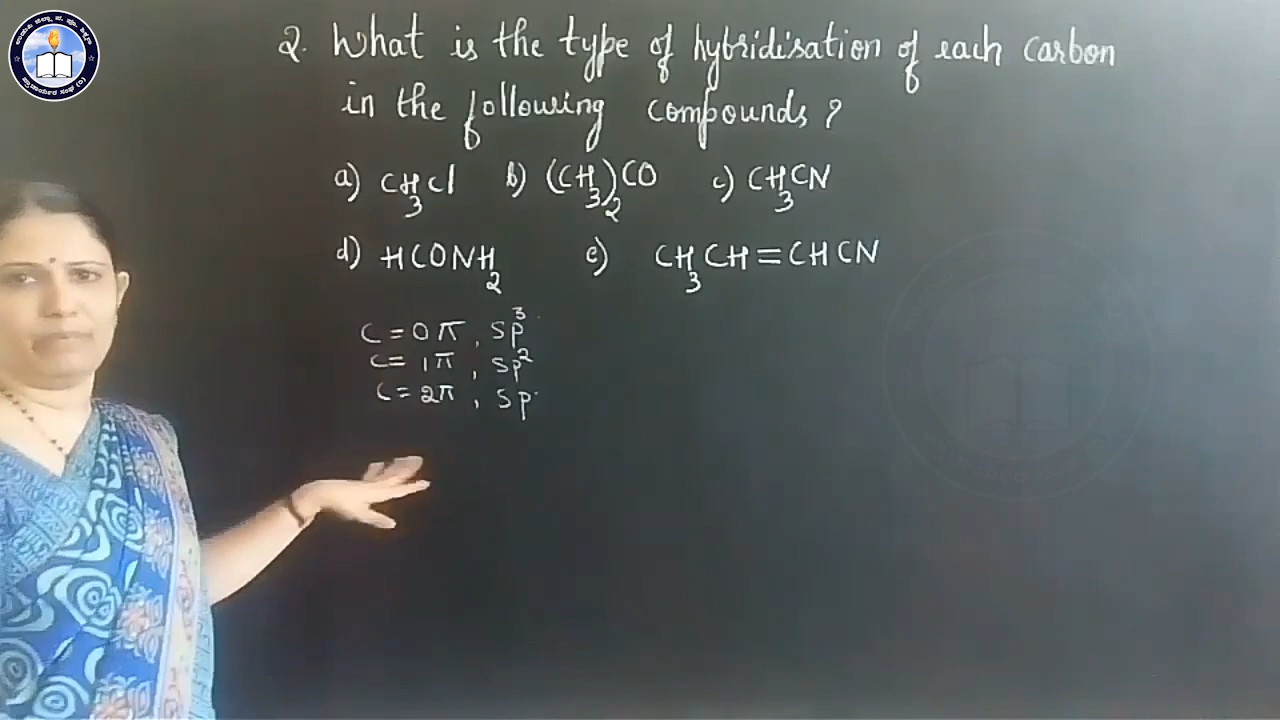 2. What is the type of hybridisation of each carbon
in the following compounds?
a) CH₃Cl b) (CH₃)₂CO c) CH₃CN
d) HCONH₂ e) CH₃CH=CHCN
C = 0π, Sp³
C = 1π, Sp²
C = 2π, Sp